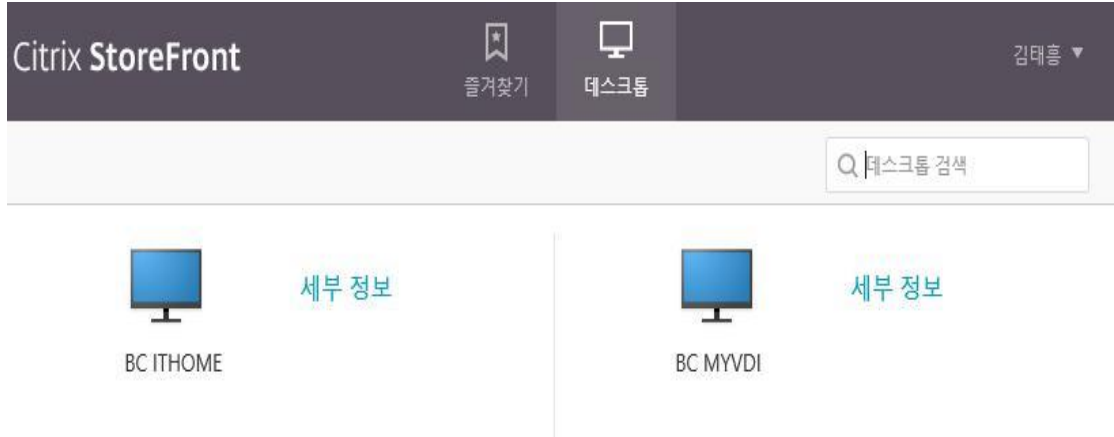 Citrix StoreFront
즐겨찾기
데스크톱
김태흥 ▼
데스크톱 검색
세부 정보
BC ITHOME
세부 정보
BC MYVDI